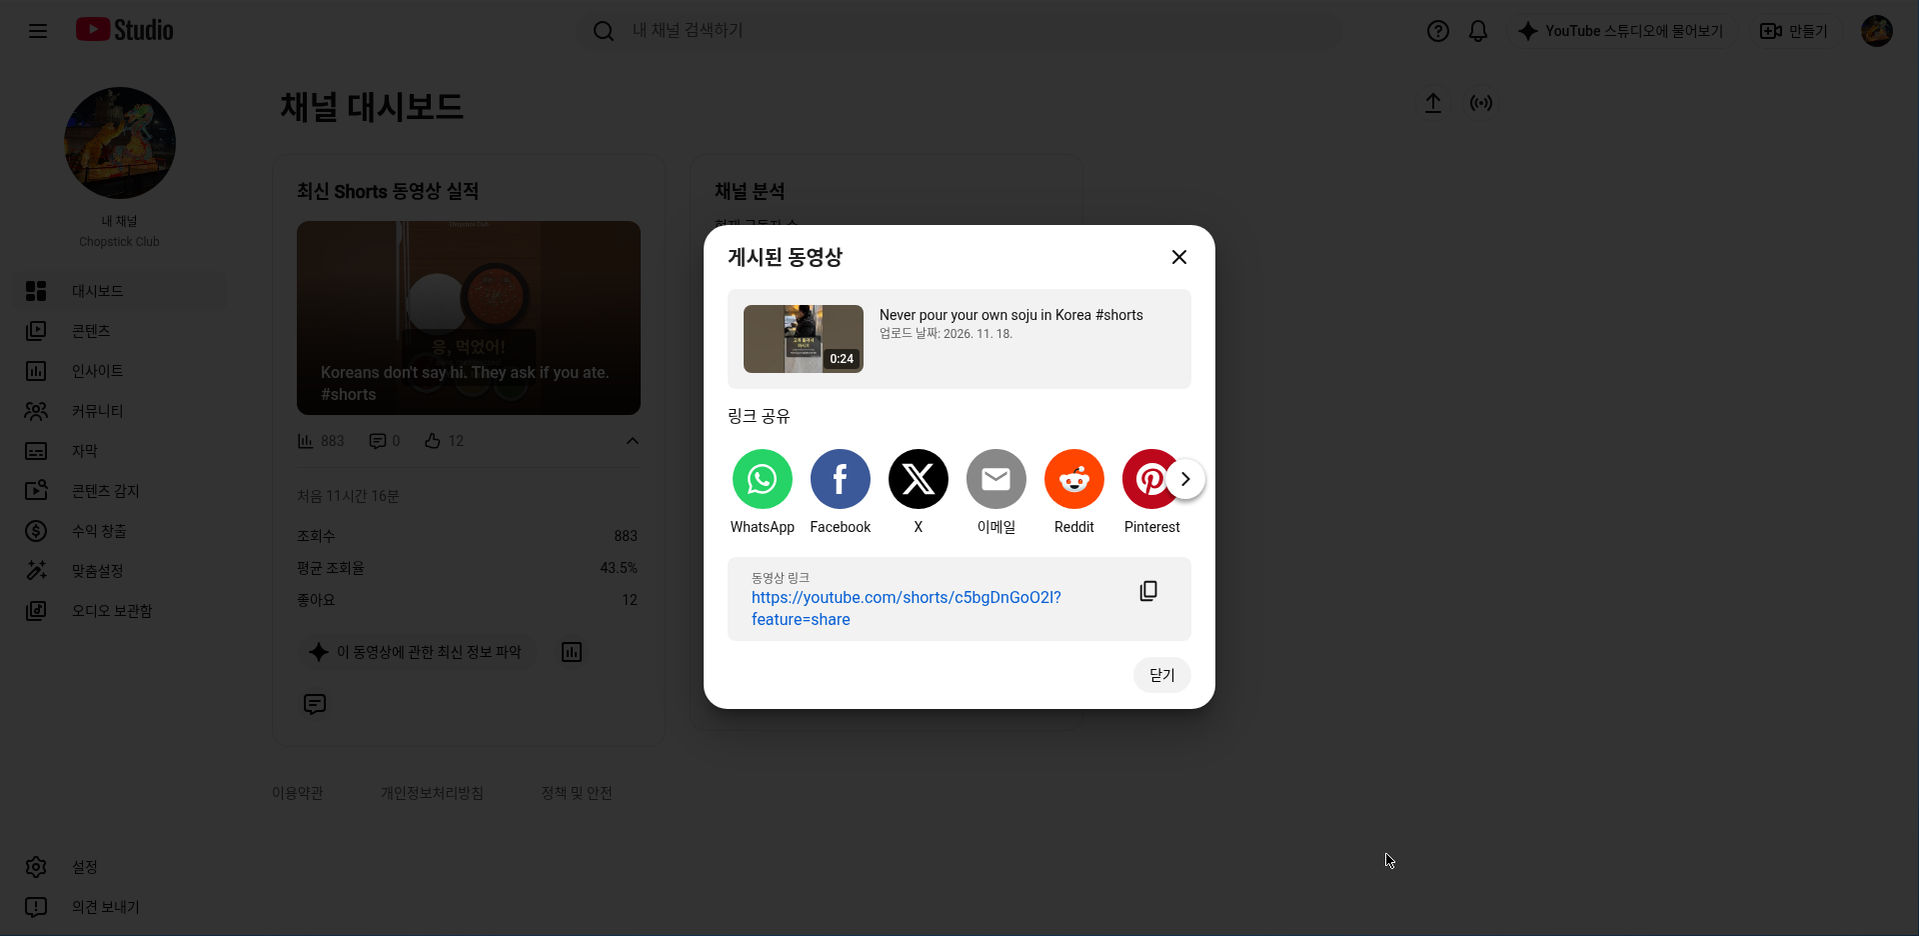 Studio
내 채널 검색하기
YouTube 스튜디오에 물어보기
만들기
채널 대시보드
내 채널
Chopstick Club
대시보드
콘텐츠
인사이트
커뮤니티
자막
콘텐츠 감지
수익 창출
맞춤설정
오디오 보관함
설정
의견 보내기
최신 Shorts 동영상 실적
Chopstick Club
응, 먹었어!
Koreans don't say hi. They ask if you ate.
#shorts
883
0
12
처음 11시간 16분
조회수 883
평균 조회율 43.5%
좋아요 12
이 동영상에 관한 최신 정보 파악
채널 분석
게시된 동영상
0:24
Never pour your own soju in Korea #shorts
업로드 날짜: 2026. 11. 18.
링크 공유
WhatsApp
Facebook
X
이메일
Reddit
Pinterest
동영상 링크
https://youtube.com/shorts/c5bgDnGoO2I?
feature=share
닫기
이용약관
개인정보처리방침
정책 및 안전